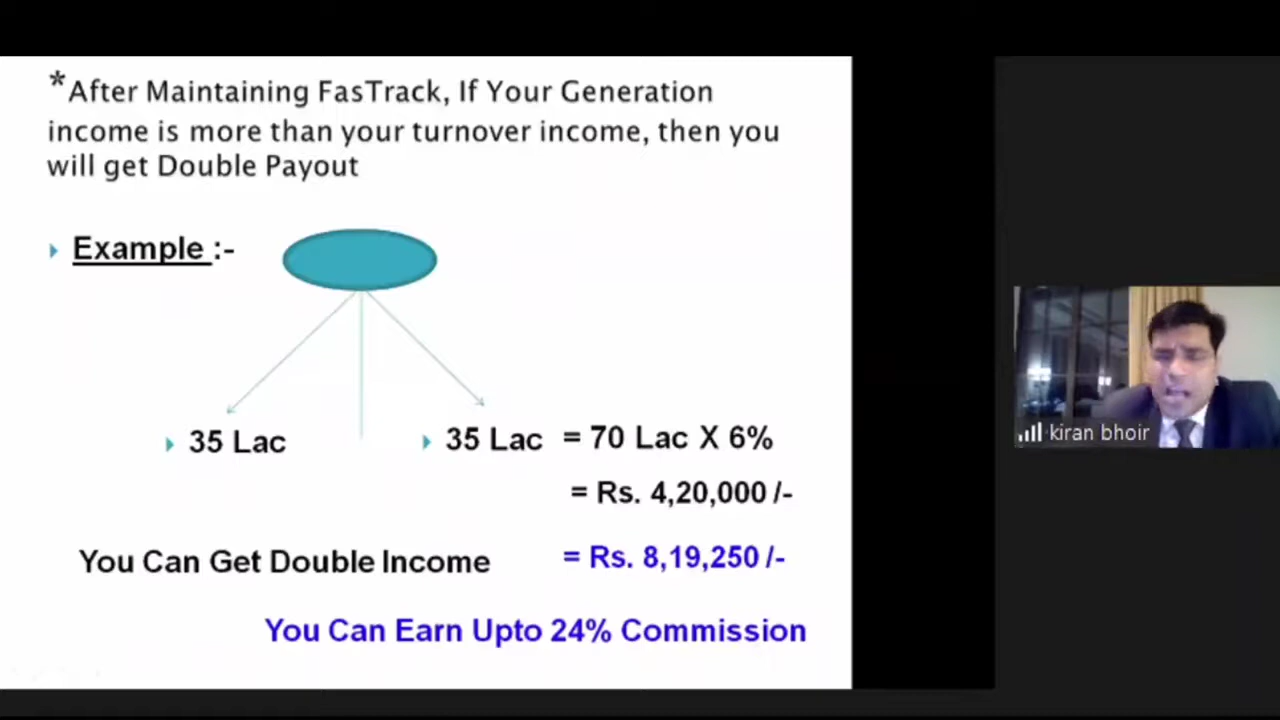 *After Maintaining FasTrack, If Your Generation
income is more than your turnover income, then you
will get Double Payout
Example :-
35 Lac
35 Lac = 70 Lac X 6%
= Rs. 4,20,000 /-
You Can Get Double Income = Rs. 8,19,250 /-
You Can Earn Upto 24% Commission
kiran bhoir